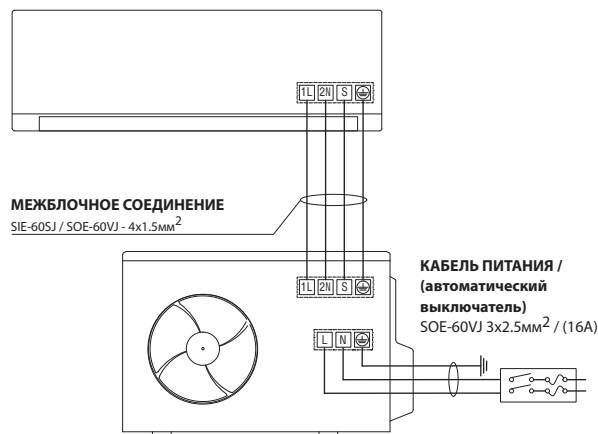 1L 2N S
МЕЖБЛОЧНОЕ СОЕДИНЕНИЕ
SIE-60SJ / SOE-60VJ - 4x1.5мм2
1L 2N S
L N
КАБЕЛЬ ПИТАНИЯ /
(автоматический
выключатель)
SOE-60VJ 3x2.5мм2 / (16А)